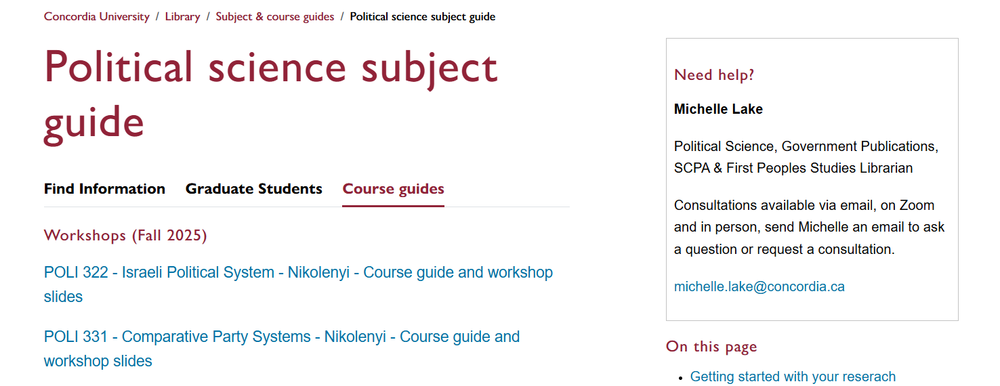 Concordia University / Library / Subject & course guides / Political science subject guide
Political science subject
guide
Find Information Graduate Students Course guides
Workshops (Fall 2025)
POLI 322 - Israeli Political System - Nikolenyi - Course guide and workshop
slides
POLI 331 - Comparative Party Systems - Nikolenyi - Course guide and
workshop slides
Need help?
Michelle Lake
Political Science, Government Publications,
SCPA & First Peoples Studies Librarian
Consultations available via email, on Zoom
and in person, send Michelle an email to ask
a question or request a consultation.
michelle.lake@concordia.ca
On this page
• Getting started with your reserach